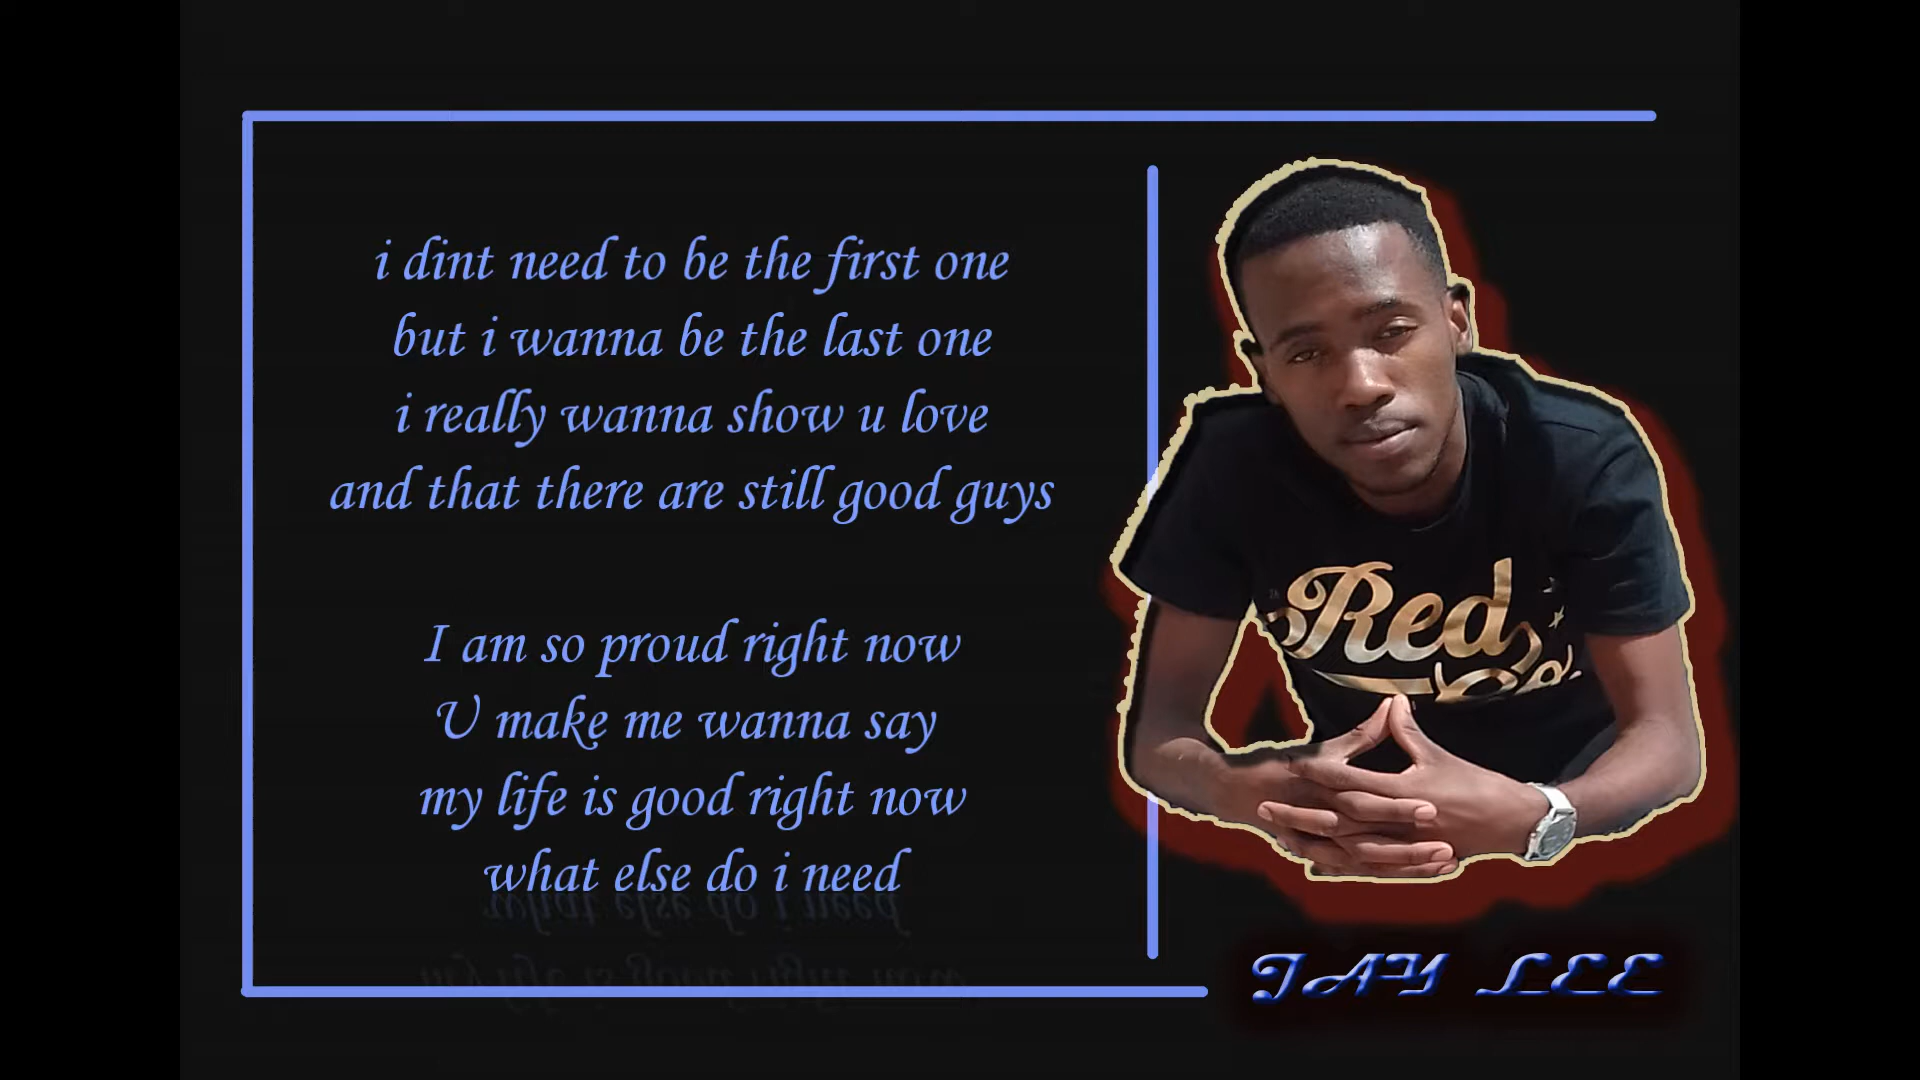 i dint need to be the first one
but i wanna be the last one
i really wanna show u love
and that there are still good guys
I am so proud right now
U make me wanna say
my life is good right now
what else do i need
Red
JAY LEE